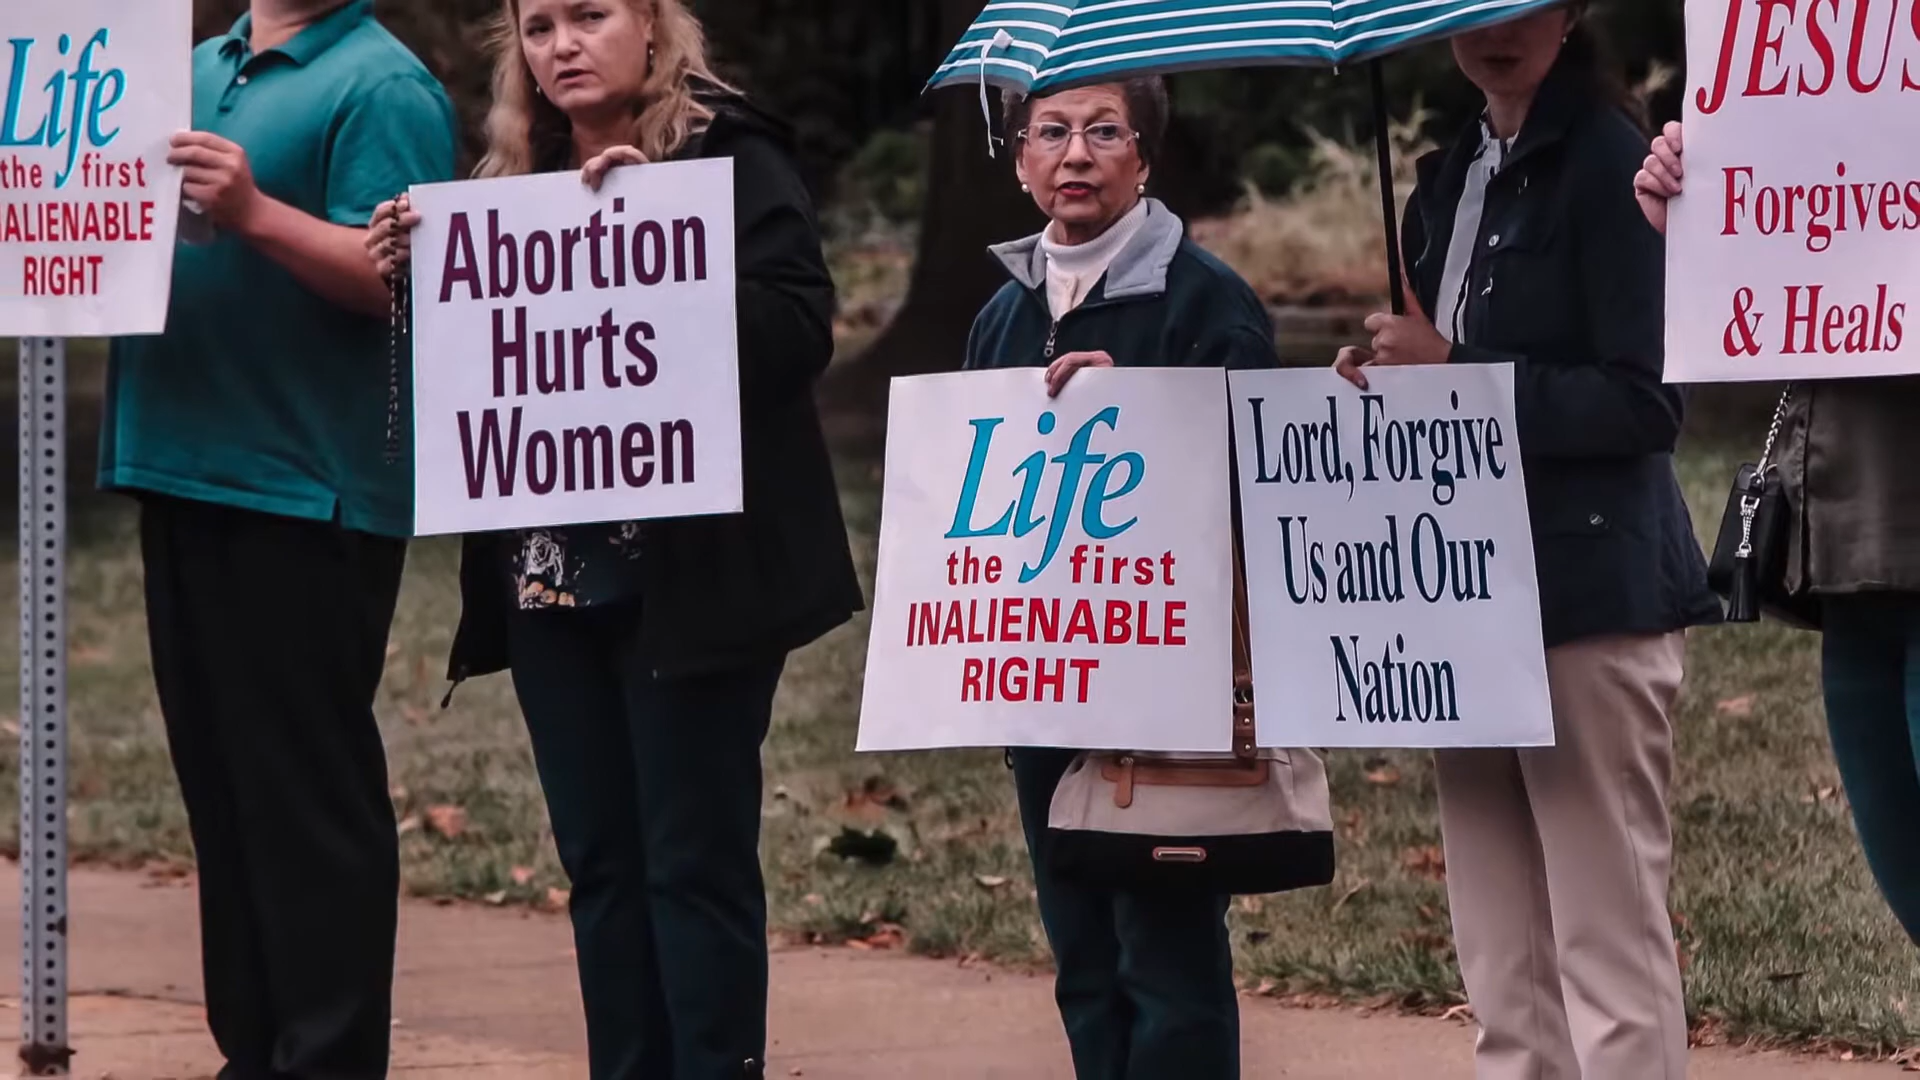 Life
the first
INALIENABLE
RIGHT
Abortion
Hurts
Women
Life
the first
INALIENABLE
RIGHT
Lord, Forgive
Us and Our
Nation
JESUS
Forgives
& Heals